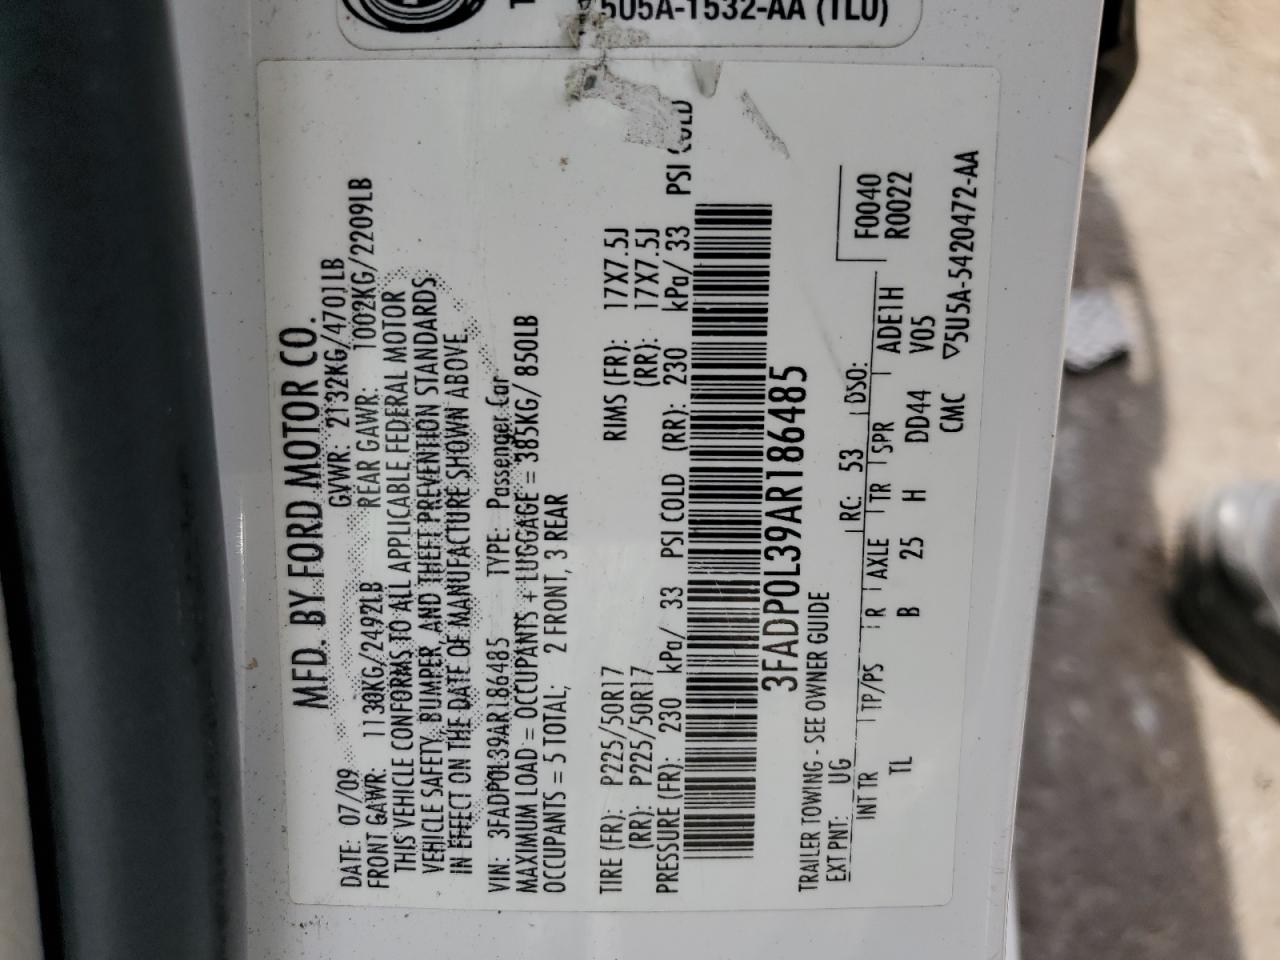 5U5A-1532-AA (TLU)
MFD. BY FORD MOTOR CO.
DATE: 07/09 GVWR: 2132KG/4701LB
FRONT GAWR: 1130KG/2492LB REAR GAWR: 1002KG/2209LB
THIS VEHICLE CONFORMS TO ALL APPLICABLE FEDERAL MOTOR
VEHICLE SAFETY, BUMPER, AND THEFT PREVENTION STANDARDS
IN EFFECT ON THE DATE OF MANUFACTURE SHOWN ABOVE.
VIN: 3FADP0L39AR186485 TYPE: Passenger Car
MAXIMUM LOAD = OCCUPANTS + LUGGAGE = 385KG/ 850LB
OCCUPANTS = 5 TOTAL; 2 FRONT, 3 REAR
TIRE (FR): P225/50R17 RIMS (FR): 17X7.5J
(RR): P225/50R17 (RR): 17X7.5J
PRESSURE (FR): 230 kPa/ 33 PSI COLD (RR): 230 kPa/ 33 PSI COLD
3FADP0L39AR186485
TRAILER TOWING - SEE OWNER GUIDE F0040
EXT PNT: UG RC: 53 DSO: R0022
INT TR TP/PS R AXLE TR SPR ADE1H
TL B 25 H DD44 V05
CMC ▽5U5A-5420472-AA